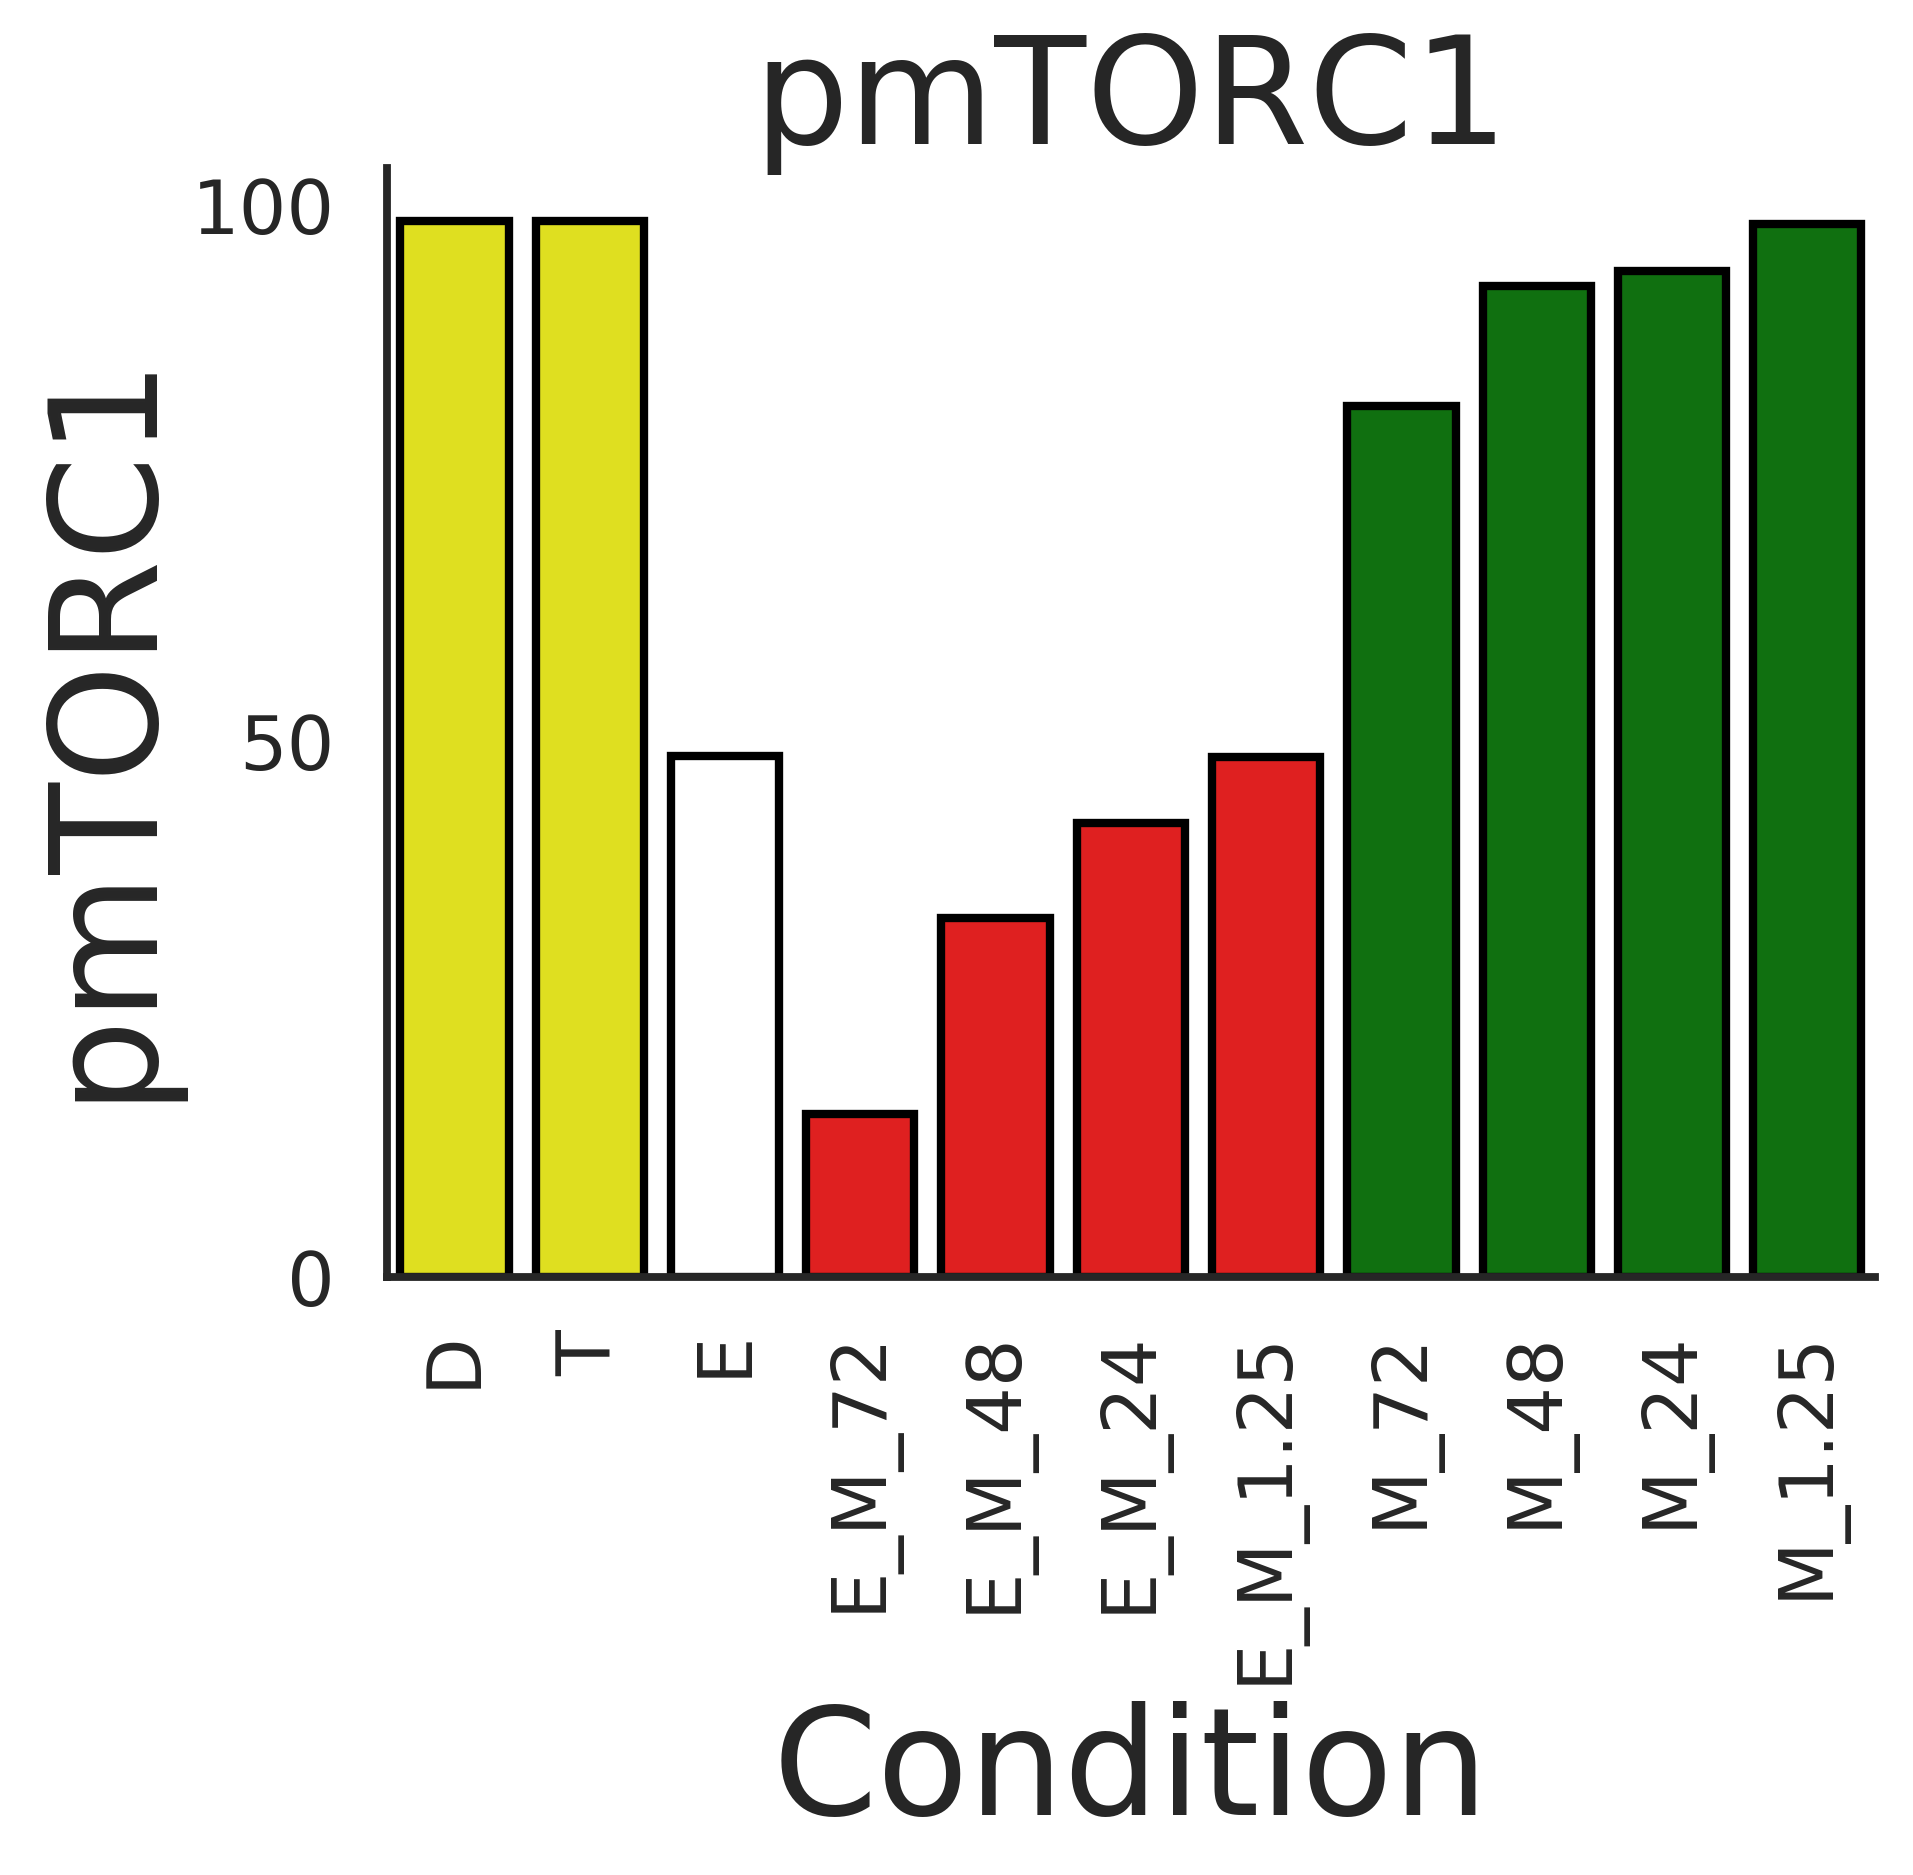 pmTORC1
pmTORC1
100
50
0
D
T
E
E_M_72
E_M_48
E_M_24
E_M_1.25
M_72
M_48
M_24
M_1.25
Condition